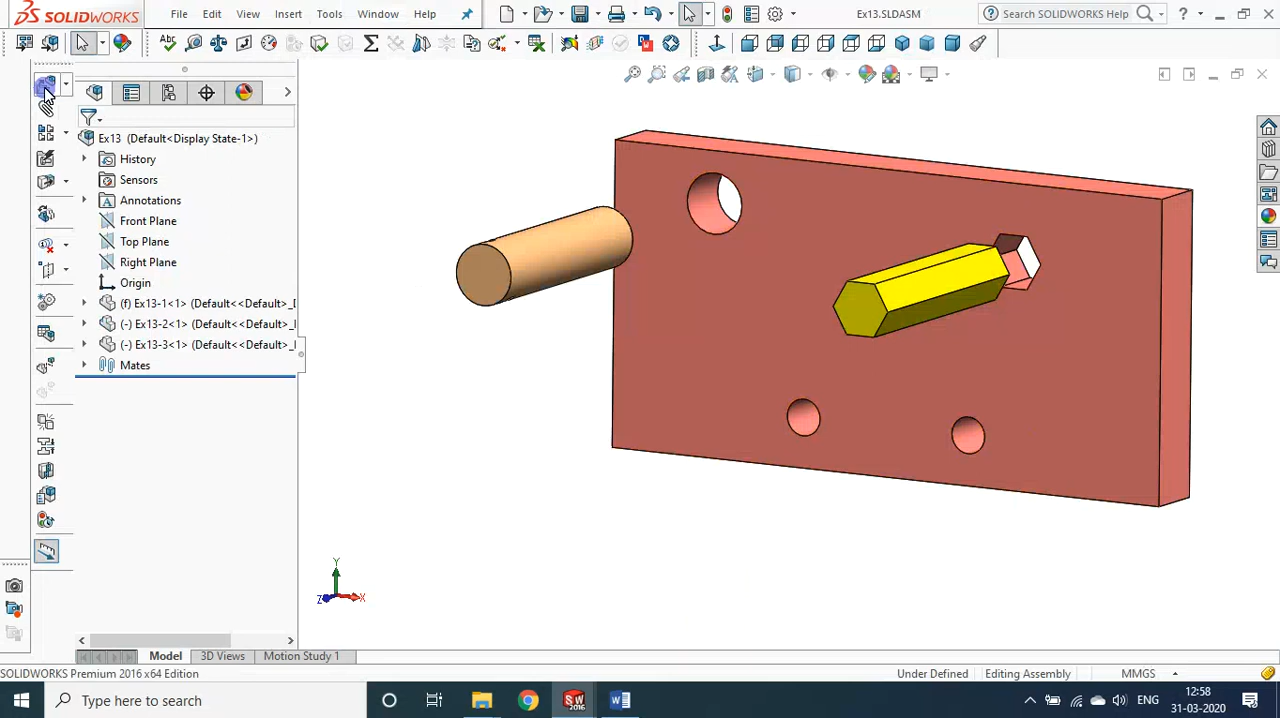 SOLIDWORKS
File Edit View Insert Tools Window Help
Ex13.SLDASM
Search SOLIDWORKS Help
?
Ex13 (Default<Display State-1>)
History
Sensors
A
Annotations
Front Plane
Top Plane
Right Plane
Origin
(f) Ex13-1<1> (Default<<Default>_
(-) Ex13-2<1> (Default<<Default>_
(-) Ex13-3<1> (Default<<Default>_
Mates
Y
Z
X
Model 3D Views Motion Study 1
SOLIDWORKS Premium 2016 x64 Edition
Under Defined Editing Assembly MMGS
Type here to search
SW
2016
ENG
12:58
31-03-2020